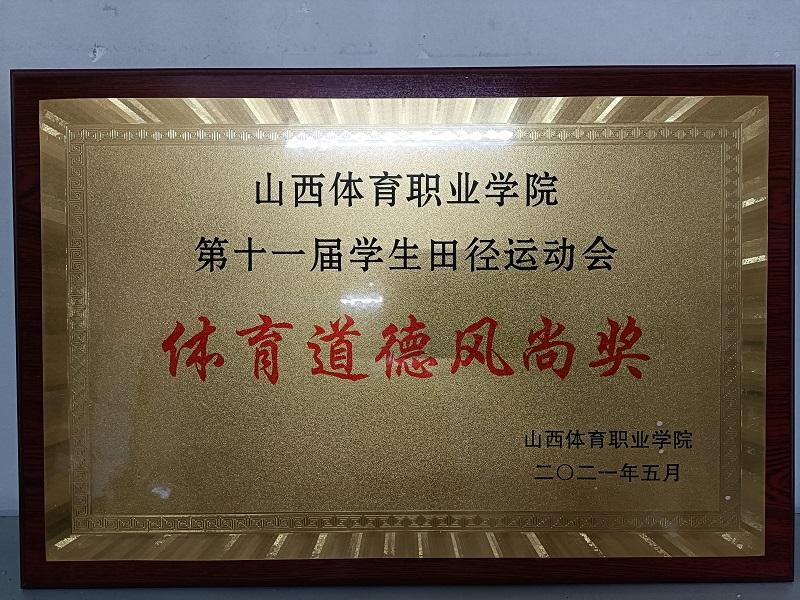 山西体育职业学院
第十一届学生田径运动会
体育道德风尚奖
山西体育职业学院
二〇二一年五月